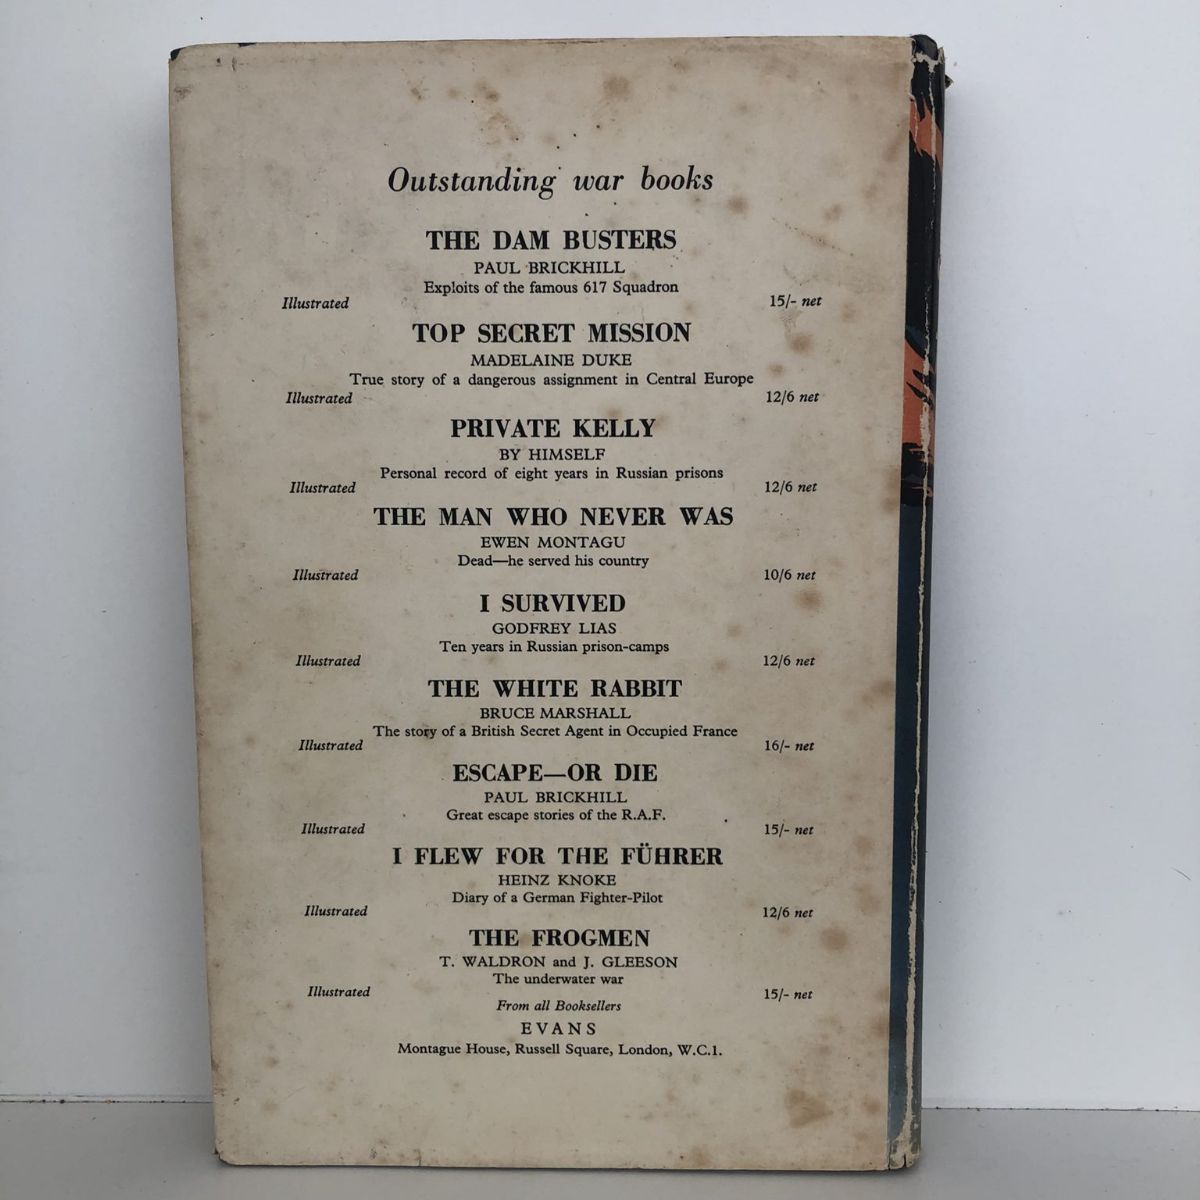 Outstanding war books
THE DAM BUSTERS
PAUL BRICKHILL
Exploits of the famous 617 Squadron
Illustrated 15/- net
TOP SECRET MISSION
MADELAINE DUKE
True story of a dangerous assignment in Central Europe
Illustrated 12/6 net
PRIVATE KELLY
BY HIMSELF
Personal record of eight years in Russian prisons
Illustrated 12/6 net
THE MAN WHO NEVER WAS
EWEN MONTAGU
Dead—he served his country
Illustrated 10/6 net
I SURVIVED
GODFREY LIAS
Ten years in Russian prison-camps
Illustrated 12/6 net
THE WHITE RABBIT
BRUCE MARSHALL
The story of a British Secret Agent in Occupied France
Illustrated 16/- net
ESCAPE—OR DIE
PAUL BRICKHILL
Great escape stories of the R.A.F.
Illustrated 15/- net
I FLEW FOR THE FÜHRER
HEINZ KNOKE
Diary of a German Fighter-Pilot
Illustrated 12/6 net
THE FROGMEN
T. WALDRON and J. GLEESON
The underwater war
Illustrated 15/- net
From all Booksellers
EVANS
Montague House, Russell Square, London, W.C.1.